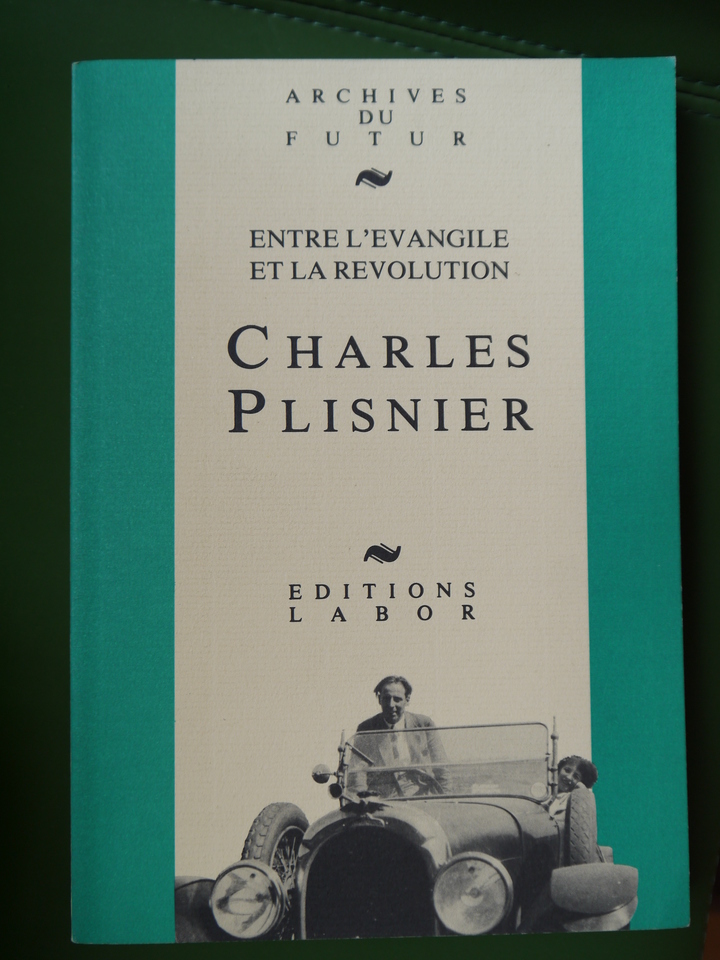 ARCHIVES
DU
FUTUR
ENTRE L'EVANGILE
ET LA REVOLUTION
CHARLES
PLISNIER
EDITIONS
LABOR